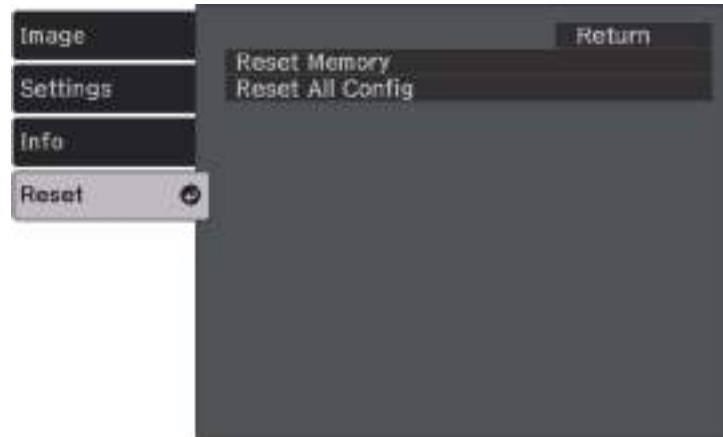 Image
Settings
Info
Reset
Return
Reset Memory
Reset All Config